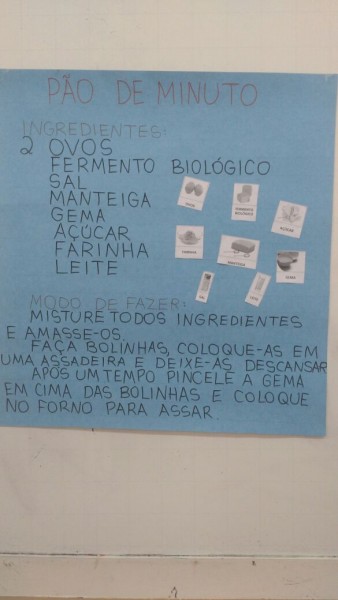 PÃO DE MINUTO
INGREDIENTES:
2 OVOS
FERMENTO BIOLÓGICO
SAL
MANTEIGA
GEMA
AÇÚCAR
FARINHA
LEITE
MODO DE FAZER:
MISTURE TODOS INGREDIENTES
E AMASSE-OS.
FAÇA BOLINHAS, COLOQUE-AS EM
UMA ASSADEIRA E DEIXE-AS DESCANSAR
APÓS UM TEMPO PINCELE A GEMA
EM CIMA DAS BOLINHAS E COLOQUE
NO FORNO PARA ASSAR.